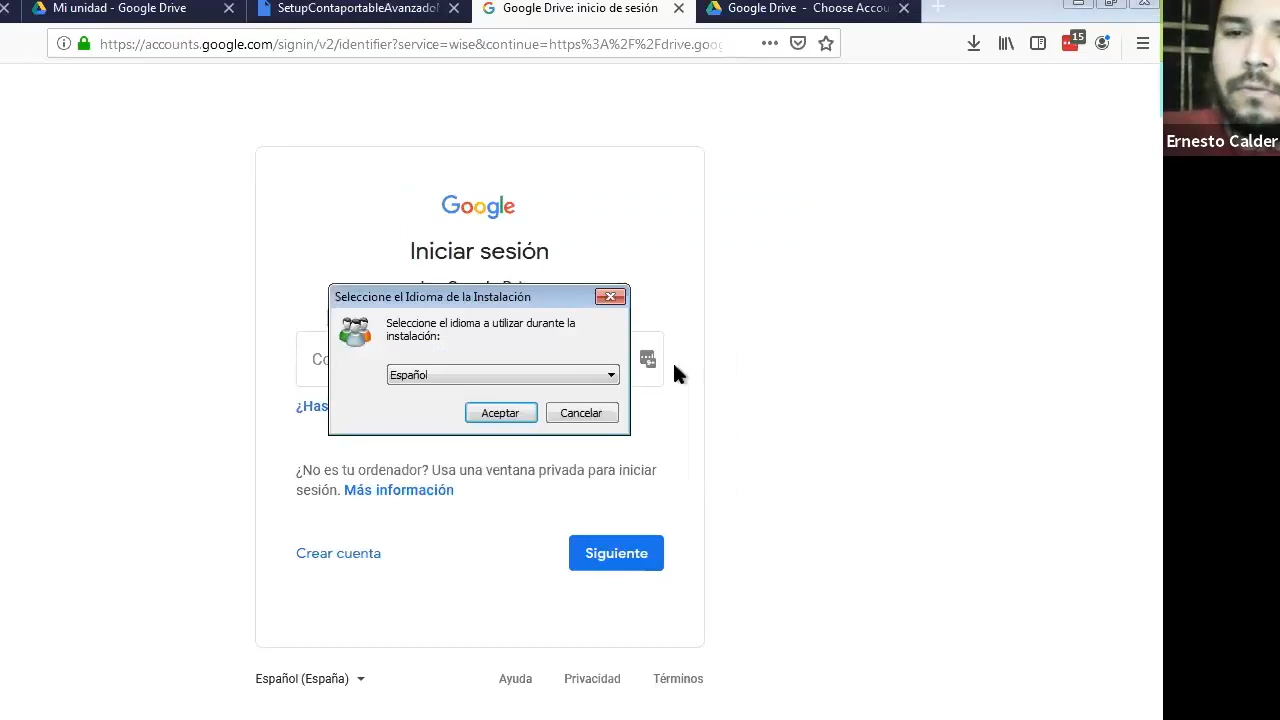 Mi unidad - Google Drive
SetupContaportableAvanzado
Google Drive: inicio de sesión
Google Drive - Choose Accou
https://accounts.google.com/signin/v2/identifier?service=wise&continue=https%3A%2F%2Fdrive.goo
15
Ernesto Calder
Google
Iniciar sesión
Seleccione el Idioma de la Instalación
Seleccione el idioma a utilizar durante la
instalación:
Español
Co
Aceptar
Cancelar
¿Has
¿No es tu ordenador? Usa una ventana privada para iniciar
sesión. Más información
Crear cuenta
Siguiente
Español (España)
Ayuda
Privacidad
Términos